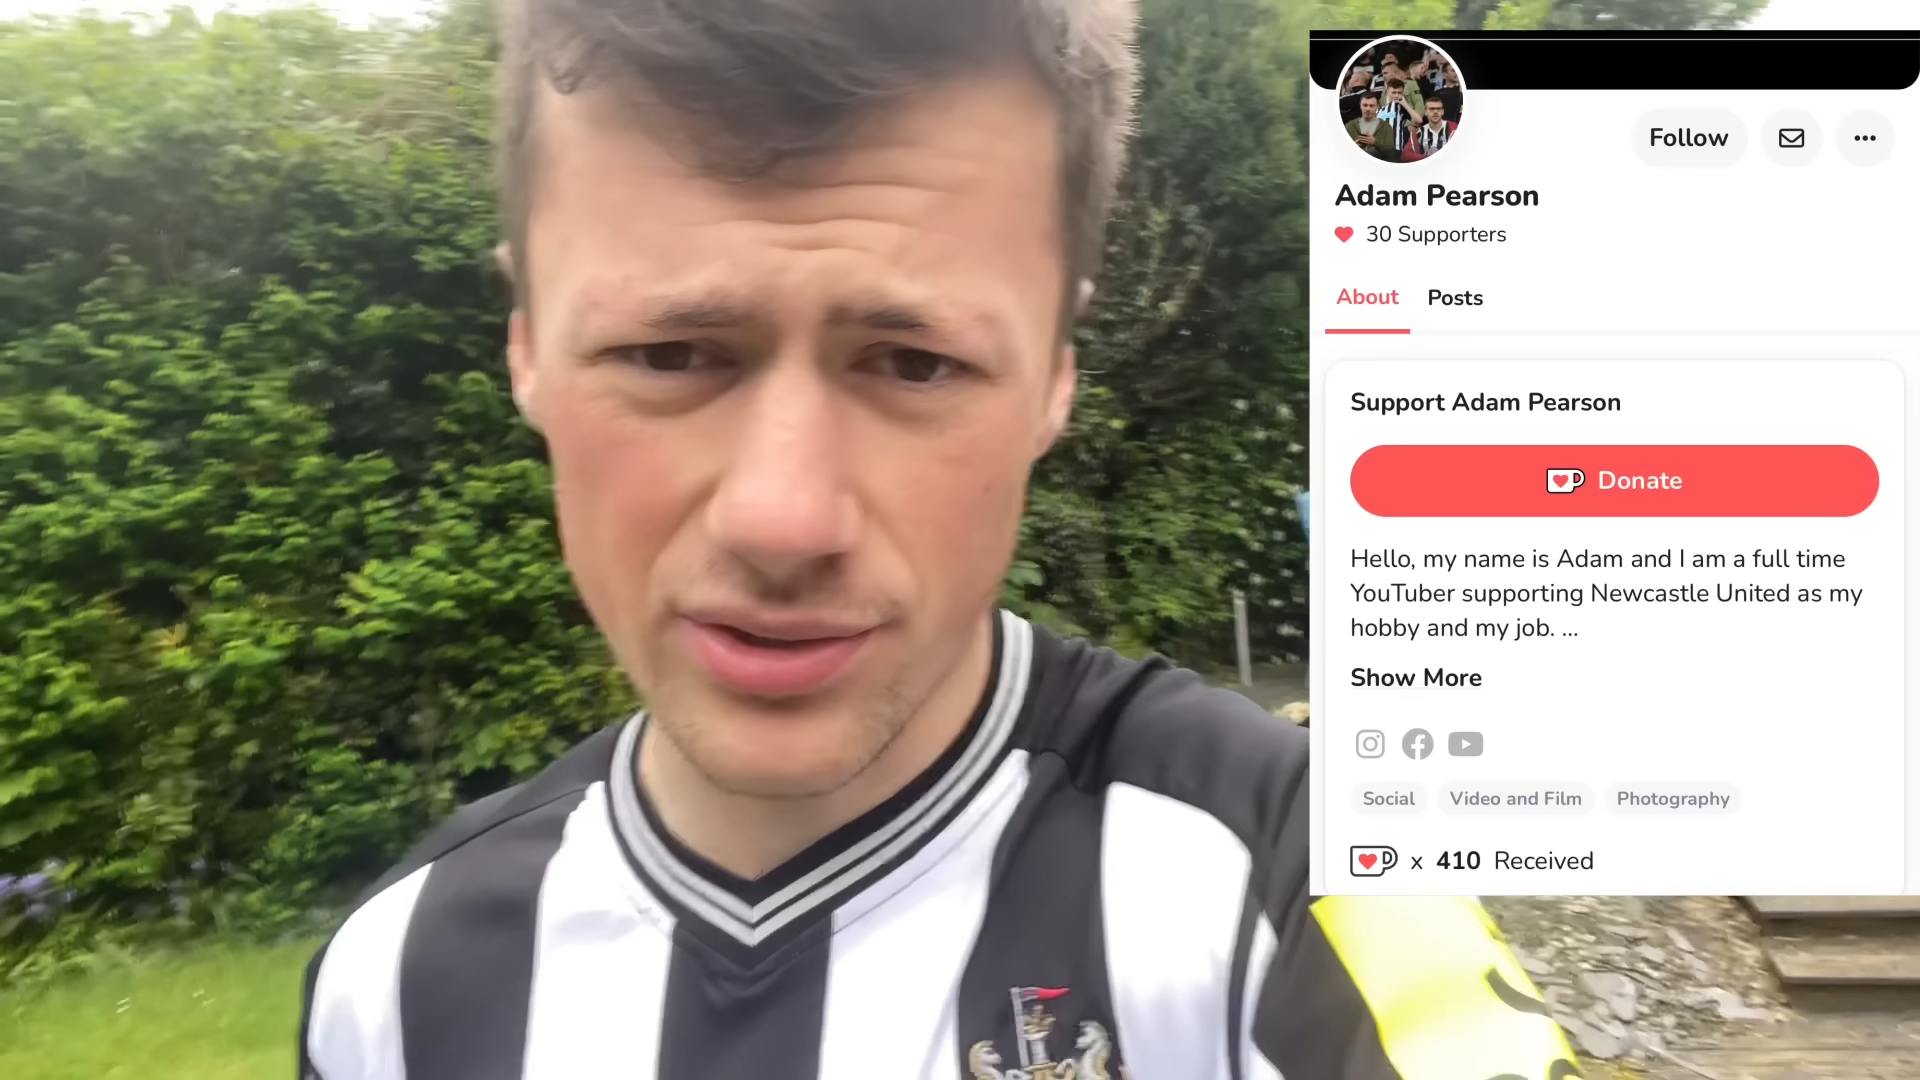 Follow
Adam Pearson
30 Supporters
About Posts
Support Adam Pearson
Donate
Hello, my name is Adam and I am a full time
YouTuber supporting Newcastle United as my
hobby and my job. ...
Show More
Social Video and Film Photography
x 410 Received